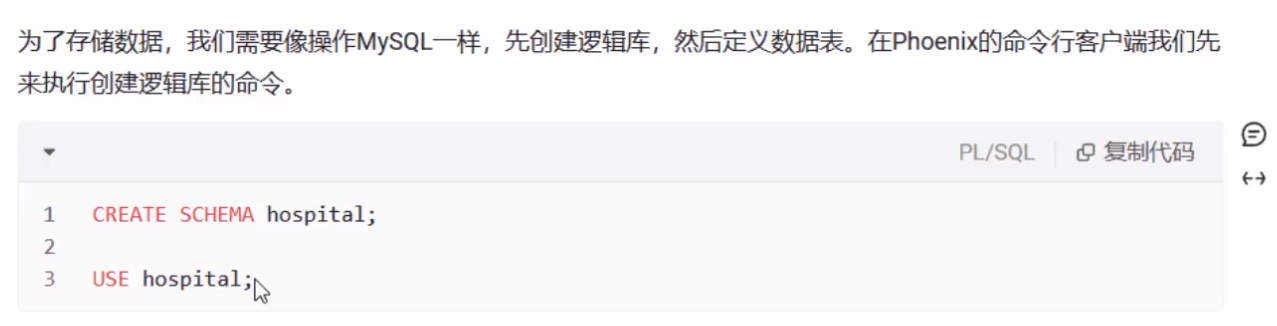 为了存储数据，我们需要像操作MySQL一样，先创建逻辑库，然后定义数据表。在Phoenix的命令行客户端我们先
来执行创建逻辑库的命令。
PL/SQL 复制代码
1 CREATE SCHEMA hospital;
2
3 USE hospital;